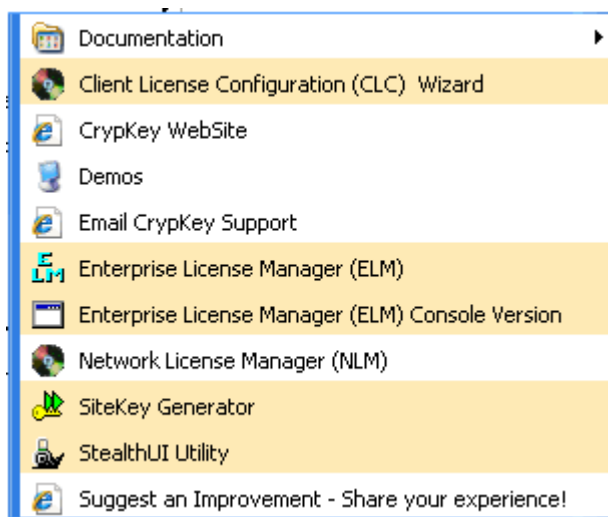 Documentation
Client License Configuration (CLC) Wizard
CrypKey WebSite
Demos
Email CrypKey Support
ELM Enterprise License Manager (ELM)
Enterprise License Manager (ELM) Console Version
Network License Manager (NLM)
SiteKey Generator
StealthUI Utility
Suggest an Improvement - Share your experience!